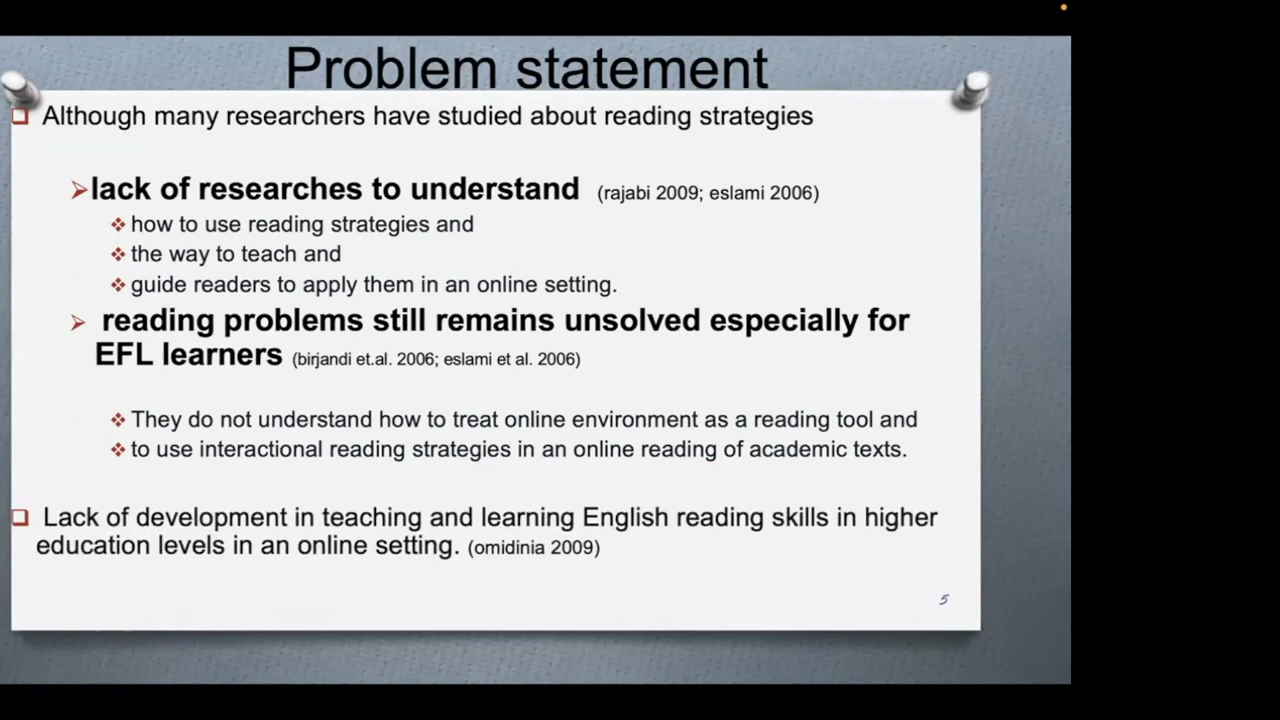 Problem statement
Although many researchers have studied about reading strategies
lack of researches to understand (rajabi 2009; eslami 2006)
how to use reading strategies and
the way to teach and
guide readers to apply them in an online setting.
reading problems still remains unsolved especially for
EFL learners (birjandi et.al. 2006; eslami et al. 2006)
They do not understand how to treat online environment as a reading tool and
to use interactional reading strategies in an online reading of academic texts.
Lack of development in teaching and learning English reading skills in higher
education levels in an online setting. (omidinia 2009)
5